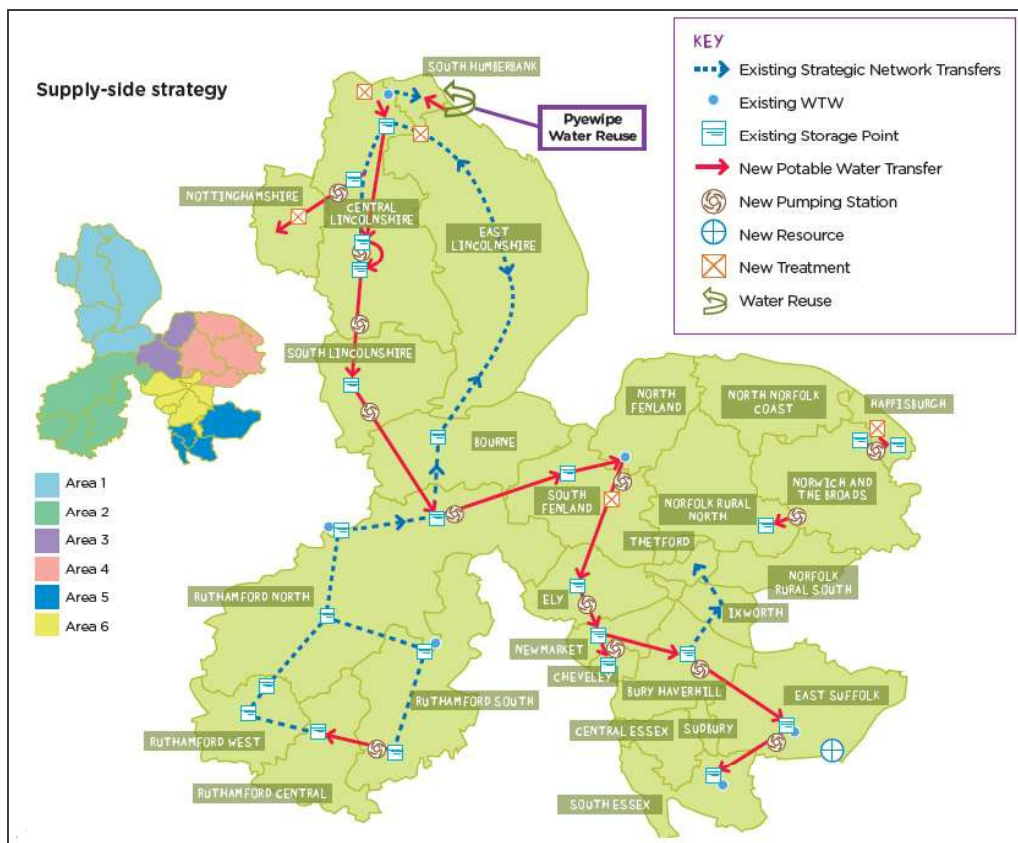 Supply-side strategy
SOUTH HUMBERBANK
Pyewipe
Water Reuse
KEY
Existing Strategic Network Transfers
Existing WTW
Existing Storage Point
New Potable Water Transfer
New Pumping Station
New Resource
New Treatment
Water Reuse
NOTTINGHAMSHIRE
CENTRAL
LINCOLNSHIRE
EAST
LINCOLNSHIRE
SOUTH LINCOLNSHIRE
BOURNE
NORTH
FENLAND
NORTH NORFOLK
COAST
HAPPISBURGH
SOUTH
FENLAND
NORWICH AND
THE BROADS
NORFOLK RURAL
NORTH
THETFORD
NORFOLK
RURAL SOUTH
Area 1
Area 2
Area 3
Area 4
Area 5
Area 6
RUTHAMFORD NORTH
ELY
IXWORTH
NEWMARKET
CHEVELEY
BURY HAVERHILL
EAST SUFFOLK
RUTHAMFORD SOUTH
CENTRAL ESSEX
SUDBURY
RUTHAMFORD WEST
RUTHAMFORD CENTRAL
SOUTH ESSEX